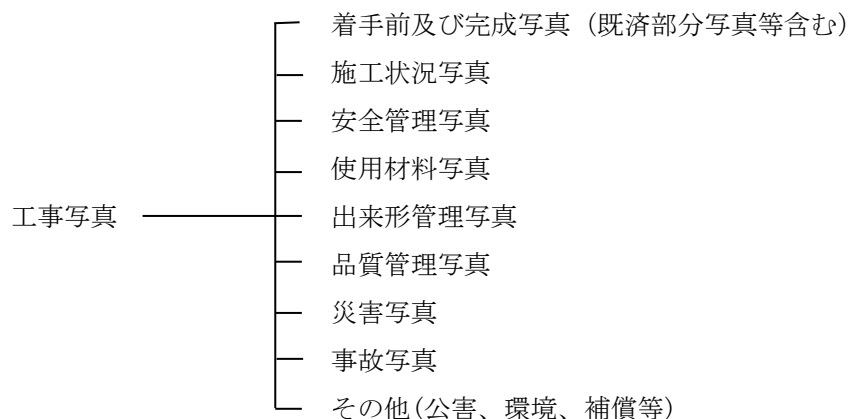 着手前及び完成写真（既済部分写真等含む）
施工状況写真
安全管理写真
使用材料写真
工事写真
出来形管理写真
品質管理写真
災害写真
事故写真
その他(公害、環境、補償等)